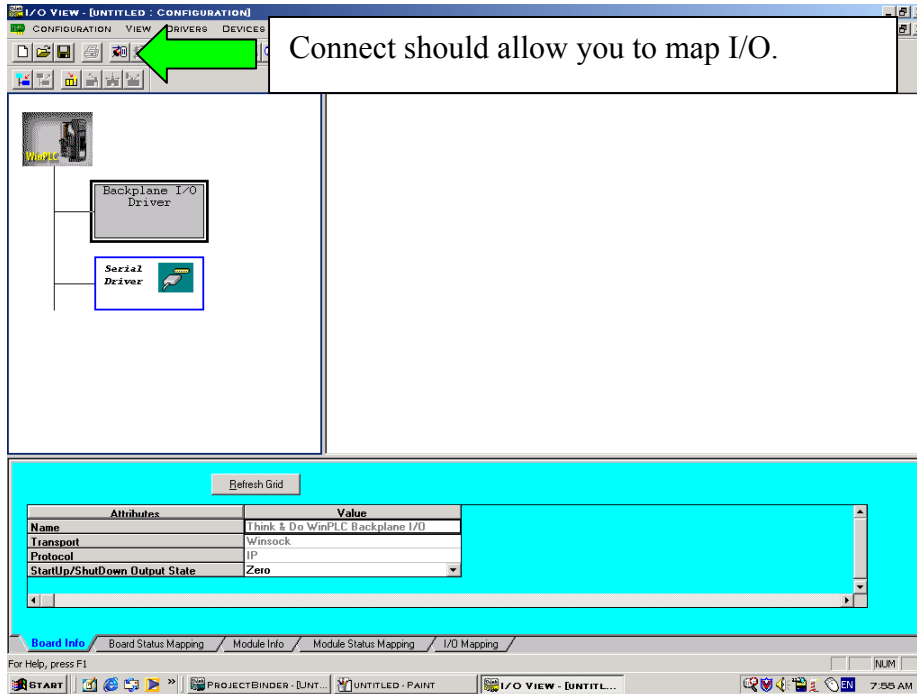 I/O View - [Untitled : Configuration]
Configuration View Drivers Devices
Connect should allow you to map I/O.
WinPLC
Backplane I/O
Driver
Serial
Driver
Refresh Grid
Attributes Value
Name Think & Do WinPLC Backplane I/O
Transport Winsock
Protocol IP
StartUp/ShutDown Output State Zero
Board Info Board Status Mapping Module Info Module Status Mapping I/O Mapping
For Help, press F1 NUM
Start » ProjectBinder - [Unt... untitled - Paint I/O View - [Untitl... EN 7:55 AM